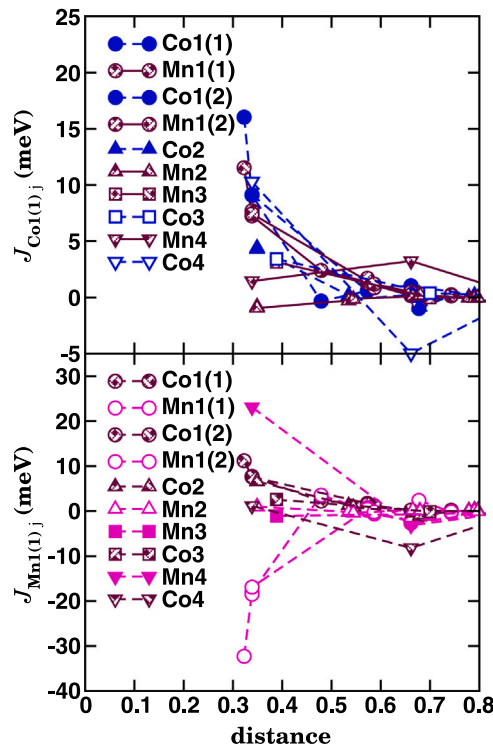 25
20
15
10
5
0
-5
J Co1(1) j (meV)
Co1(1)
Mn1(1)
Co1(2)
Mn1(2)
Co2
Mn2
Mn3
Co3
Mn4
Co4
30
20
10
0
-10
-20
-30
-40
J Mn1(1) j (meV)
Co1(1)
Mn1(1)
Co1(2)
Mn1(2)
Co2
Mn2
Mn3
Co3
Mn4
Co4
0 0.1 0.2 0.3 0.4 0.5 0.6 0.7 0.8
distance